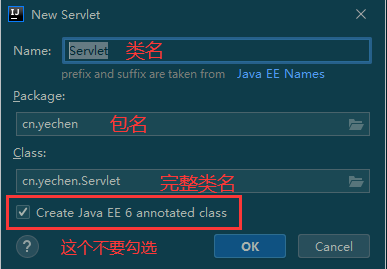 New Servlet
Name: Servlet 类名
prefix and suffix are taken from Java EE Names
Package:
cn.yechen 包名
Class:
cn.yechen.Servlet 完整类名
Create Java EE 6 annotated class
? 这个不要勾选 OK Cancel